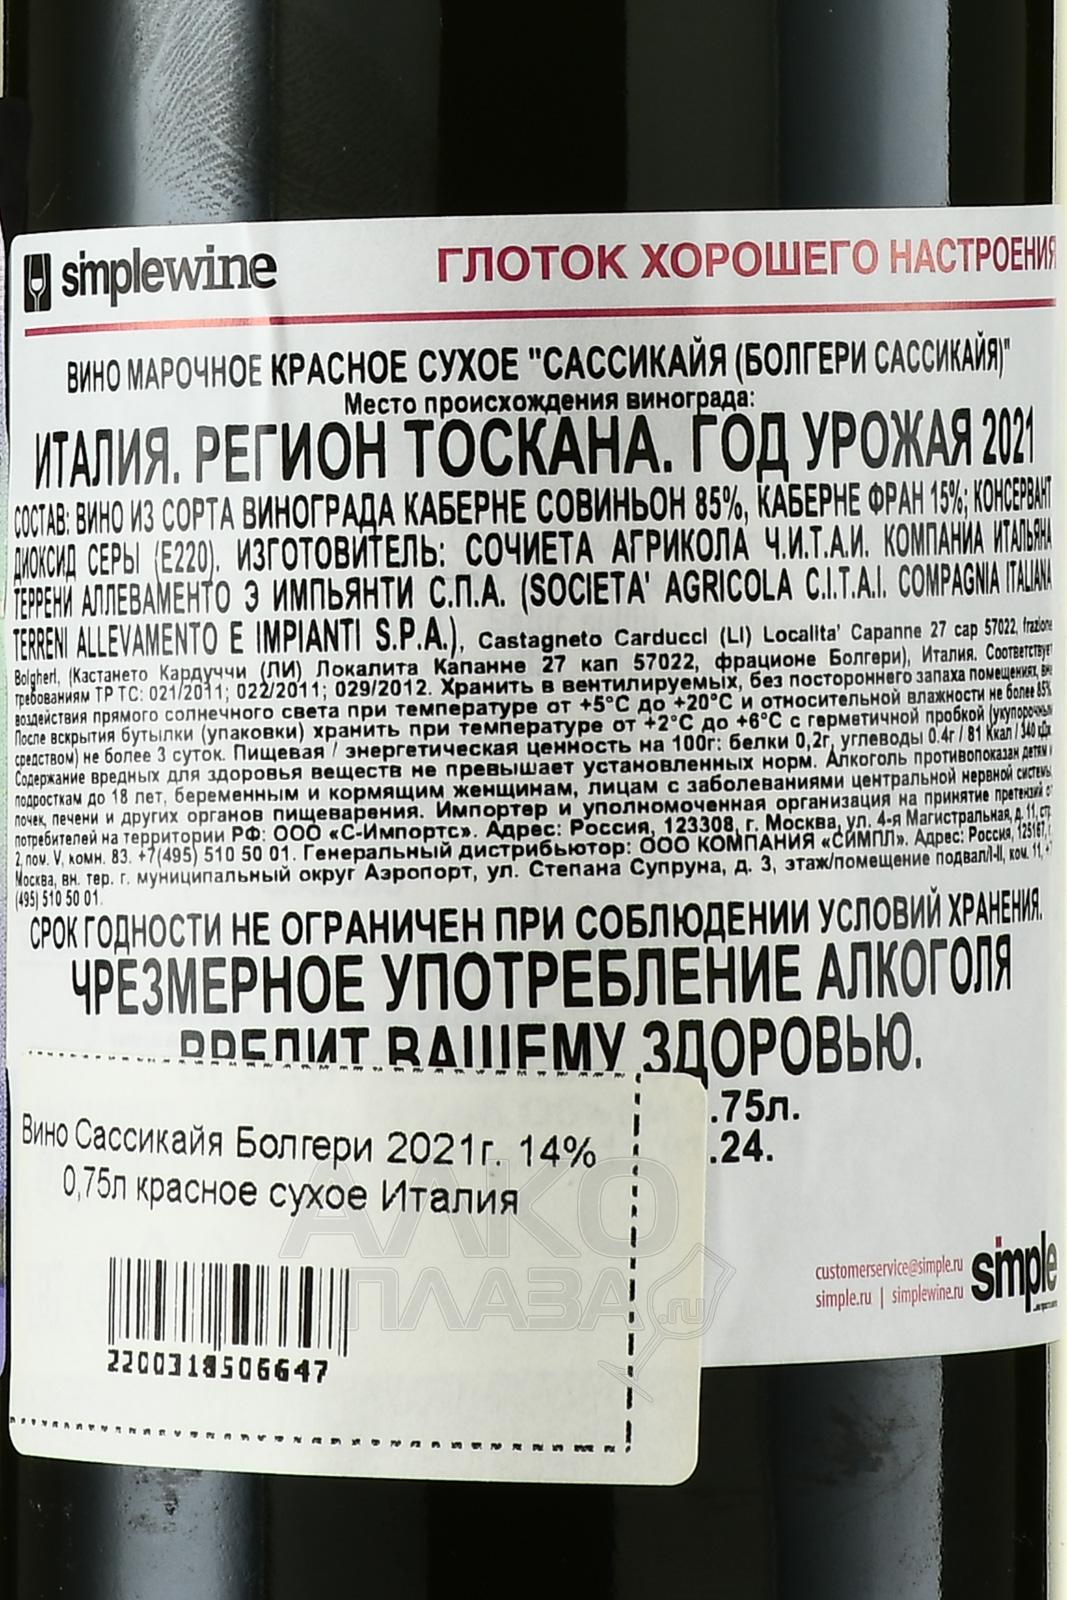 simplewine
ГЛОТОК ХОРОШЕГО НАСТРОЕНИЯ
ВИНО МАРОЧНОЕ КРАСНОЕ СУХОЕ "САССИКАЙЯ (БОЛГЕРИ САССИКАЙЯ)"
Место происхождения винограда:
ИТАЛИЯ. РЕГИОН ТОСКАНА. ГОД УРОЖАЯ 2021
СОСТАВ: ВИНО ИЗ СОРТА ВИНОГРАДА КАБЕРНЕ СОВИНЬОН 85%, КАБЕРНЕ ФРАН 15%; КОНСЕРВАНТ
ДИОКСИД СЕРЫ (Е220). ИЗГОТОВИТЕЛЬ: СОЧИЕТА АГРИКОЛА Ч.И.Т.А.И. КОМПАНИА ИТАЛЬЯНА
ТЕРРЕНИ АЛЛЕВАМЕНТО Э ИМПЬЯНТИ С.П.А. (SOCIETA' AGRICOLA C.I.T.A.I. COMPAGNIA ITALIANA
TERRENI ALLEVAMENTO E IMPIANTI S.P.A.), Castagneto Carducci (LI) Localita' Capanne 27 cap 57022, frazione
Bolgheri, (Кастането Кардуччи (ЛИ) Локалита Капанне 27 кап 57022, фрационе Болгери), Италия. Соответствует
требованиям ТР ТС: 021/2011; 022/2011; 029/2012. Хранить в вентилируемых, без постороннего запаха помещениях, вне
воздействия прямого солнечного света при температуре от +5°С до +20°С и относительной влажности не более 85%
После вскрытия бутылки (упаковки) хранить при температуре от +2°С до +6°С с герметичной пробкой (укупорочным
средством) не более 3 суток. Пищевая / энергетическая ценность на 100г: белки 0,2г, углеводы 0.4г / 81 Ккал / 340 кДж
Содержание вредных для здоровья веществ не превышает установленных норм. Алкоголь противопоказан детям и
подросткам до 18 лет, беременным и кормящим женщинам, лицам с заболеваниями центральной нервной системы,
почек, печени и других органов пищеварения. Импортер и уполномоченная организация на принятие претензий от
потребителей на территории РФ: ООО «С-Импортс». Адрес: Россия, 123308, г. Москва, ул. 4-я Магистральная, д. 11, стр.
2, пом. V, комн. 83. +7(495) 510 50 01. Генеральный дистрибьютор: ООО КОМПАНИЯ «СИМПЛ». Адрес: Россия, 125167, г.
Москва, вн. тер. г. муниципальный округ Аэропорт, ул. Степана Супруна, д. 3, этаж/помещение подвал/I-II, ком. 11, +7
(495) 510 50 01.
СРОК ГОДНОСТИ НЕ ОГРАНИЧЕН ПРИ СОБЛЮДЕНИИ УСЛОВИЙ ХРАНЕНИЯ.
ЧРЕЗМЕРНОЕ УПОТРЕБЛЕНИЕ АЛКОГОЛЯ
ВРЕДИТ ВАШЕМУ ЗДОРОВЬЮ.
.75л.
.24.
Вино Сассикайя Болгери 2021г. 14%
0,75л красное сухое Италия
2200318506647
АЛКО
ПЛАЗА.ru
customerservice@simple.ru
simple.ru | simplewine.ru
simple